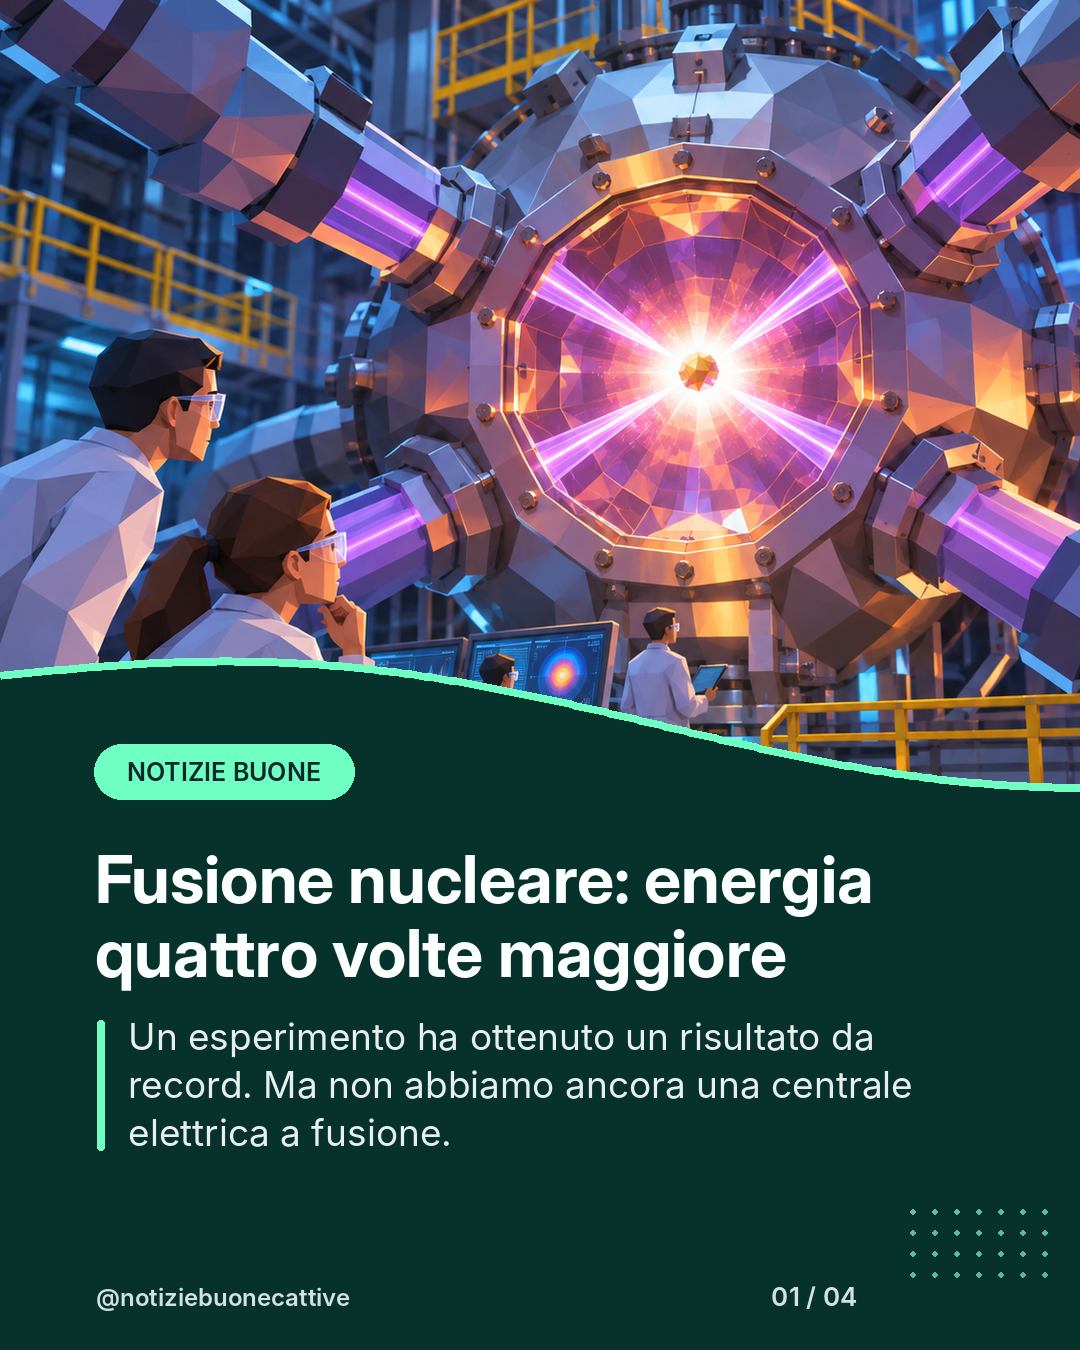 NOTIZIE BUONE
Fusione nucleare: energia
quattro volte maggiore
Un esperimento ha ottenuto un risultato da
record. Ma non abbiamo ancora una centrale
elettrica a fusione.
@notiziebuonecattive
01 / 04